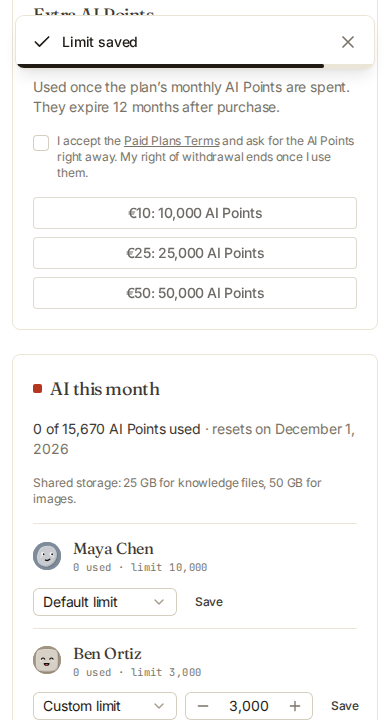 Extra AI Points
Limit saved
Used once the plan's monthly AI Points are spent.
They expire 12 months after purchase.
I accept the Paid Plans Terms and ask for the AI Points
right away. My right of withdrawal ends once I use
them.
€10: 10,000 AI Points
€25: 25,000 AI Points
€50: 50,000 AI Points
AI this month
0 of 15,670 AI Points used · resets on December 1,
2026
Shared storage: 25 GB for knowledge files, 50 GB for
images.
Maya Chen
0 used · limit 10,000
Default limit
Save
Ben Ortiz
0 used · limit 3,000
Custom limit
3,000
Save